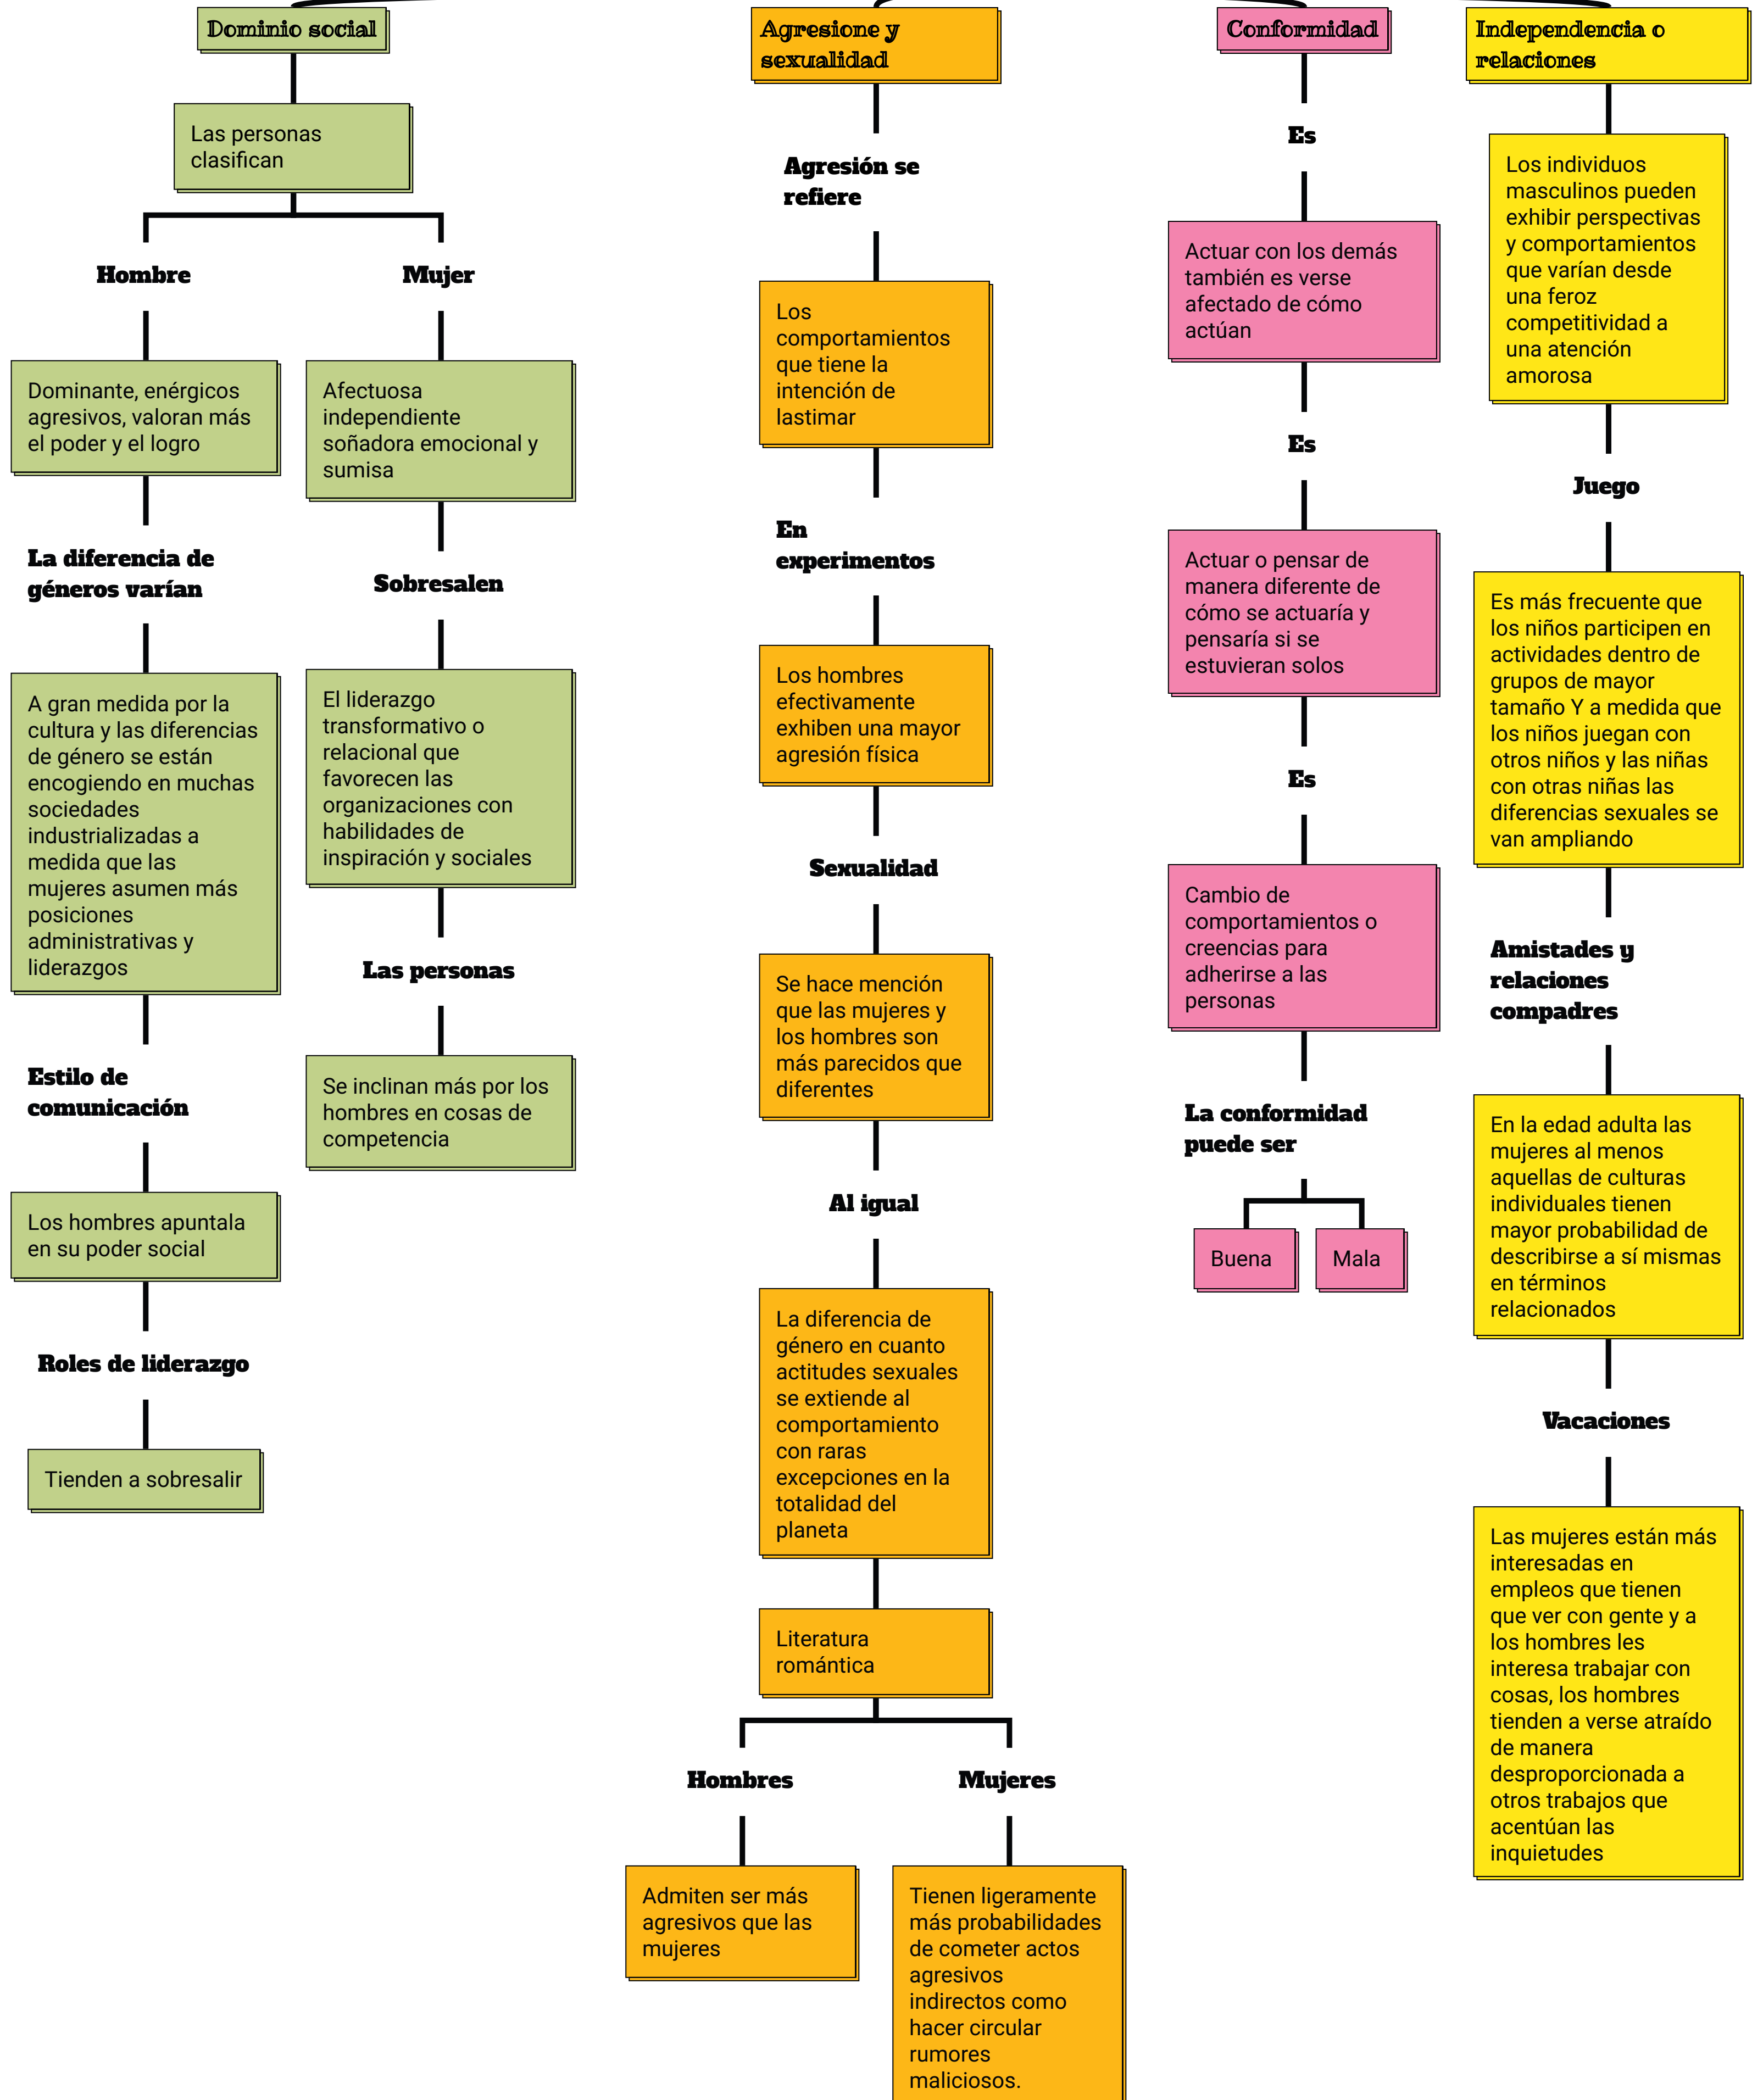 Dominio social
Las personas
clasifican
Hombre
Dominante, enérgicos
agresivos, valoran más
el poder y el logro
La diferencia de
géneros varían
A gran medida por la
cultura y las diferencias
de género se están
encogiendo en muchas
sociedades
industrializadas a
medida que las
mujeres asumen más
posiciones
administrativas y
liderazgos
Estilo de
comunicación
Los hombres apuntala
en su poder social
Roles de liderazgo
Tienden a sobresalir
Mujer
Afectuosa
independiente
soñadora emocional y
sumisa
Sobresalen
El liderazgo
transformativo o
relacional que
favorecen las
organizaciones con
habilidades de
inspiración y sociales
Las personas
Se inclinan más por los
hombres en cosas de
competencia
Agresione y
sexualidad
Agresión se
refiere
Los
comportamientos
que tiene la
intención de
lastimar
En
experimentos
Los hombres
efectivamente
exhiben una mayor
agresión física
Sexualidad
Se hace mención
que las mujeres y
los hombres son
más parecidos que
diferentes
Al igual
La diferencia de
género en cuanto
actitudes sexuales
se extiende al
comportamiento
con raras
excepciones en la
totalidad del
planeta
Literatura
romántica
Hombres
Admiten ser más
agresivos que las
mujeres
Mujeres
Tienen ligeramente
más probabilidades
de cometer actos
agresivos
indirectos como
hacer circular
rumores
maliciosos.
Conformidad
Es
Actuar con los demás
también es verse
afectado de cómo
actúan
Es
Actuar o pensar de
manera diferente de
cómo se actuaría y
pensaría si se
estuvieran solos
Es
Cambio de
comportamientos o
creencias para
adherirse a las
personas
La conformidad
puede ser
Buena
Mala
Independencia o
relaciones
Los individuos
masculinos pueden
exhibir perspectivas
y comportamientos
que varían desde
una feroz
competitividad a
una atención
amorosa
Juego
Es más frecuente que
los niños participen en
actividades dentro de
grupos de mayor
tamaño Y a medida que
los niños juegan con
otros niños y las niñas
con otras niñas las
diferencias sexuales se
van ampliando
Amistades y
relaciones
compadres
En la edad adulta las
mujeres al menos
aquellas de culturas
individuales tienen
mayor probabilidad de
describirse a sí mismas
en términos
relacionados
Vacaciones
Las mujeres están más
interesadas en
empleos que tienen
que ver con gente y a
los hombres les
interesa trabajar con
cosas, los hombres
tienden a verse atraído
de manera
desproporcionada a
otros trabajos que
acentúan las
inquietudes